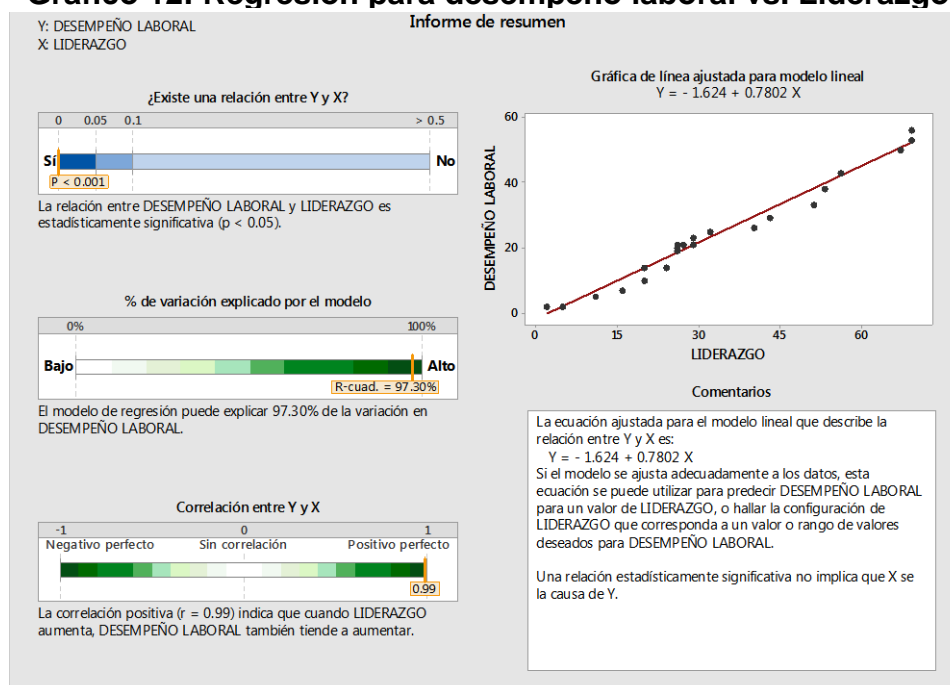 Gráfico 12. Regresión para desempeño laboral vs. Liderazgo
Informe de resumen
Y: DESEMPEÑO LABORAL
X: LIDERAZGO
¿Existe una relación entre Y y X?
0 0.05 0.1 > 0.5
Sí No
P < 0.001
La relación entre DESEMPEÑO LABORAL y LIDERAZGO es
estadísticamente significativa (p < 0.05).
% de variación explicado por el modelo
0% 100%
Bajo Alto
R-cuad. = 97.30%
El modelo de regresión puede explicar 97.30% de la variación en
DESEMPEÑO LABORAL.
Correlación entre Y y X
-1 0 1
Negativo perfecto Sin correlación Positivo perfecto
0.99
La correlación positiva (r = 0.99) indica que cuando LIDERAZGO
aumenta, DESEMPEÑO LABORAL también tiende a aumentar.
Gráfica de línea ajustada para modelo lineal
Y = - 1.624 + 0.7802 X
60
40
20
0
DESEMPEÑO LABORAL
0 15 30 45 60
LIDERAZGO
Comentarios
La ecuación ajustada para el modelo lineal que describe la
relación entre Y y X es:
Y = - 1.624 + 0.7802 X
Si el modelo se ajusta adecuadamente a los datos, esta
ecuación se puede utilizar para predecir DESEMPEÑO LABORAL
para un valor de LIDERAZGO, o hallar la configuración de
LIDERAZGO que corresponda a un valor o rango de valores
deseados para DESEMPEÑO LABORAL.
Una relación estadísticamente significativa no implica que X se
la causa de Y.